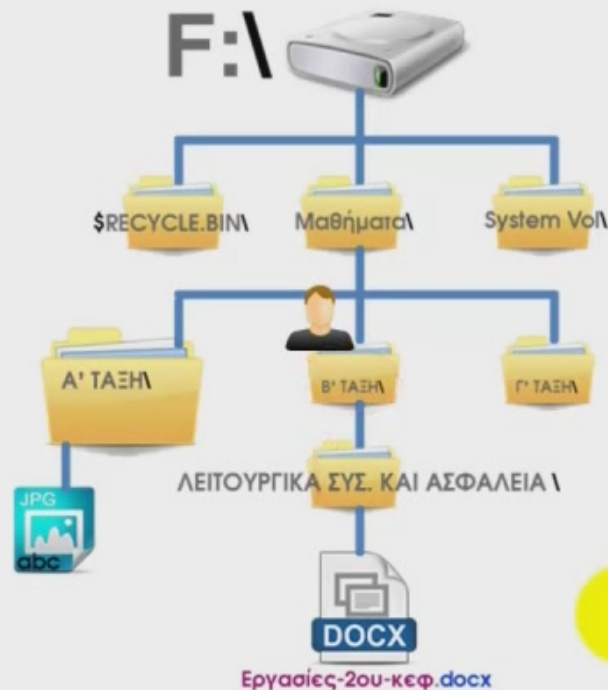 F:\
$RECYCLE.BIN\ Μαθήματα\ System Vol\
Α' ΤΑΞΗ\ Β' ΤΑΞΗ\ Γ' ΤΑΞΗ\
ΛΕΙΤΟΥΡΓΙΚΑ ΣΥΣ. ΚΑΙ ΑΣΦΑΛΕΙΑ \
JPG
abc
DOCX
Εργασίες-2ου-κεφ.docx